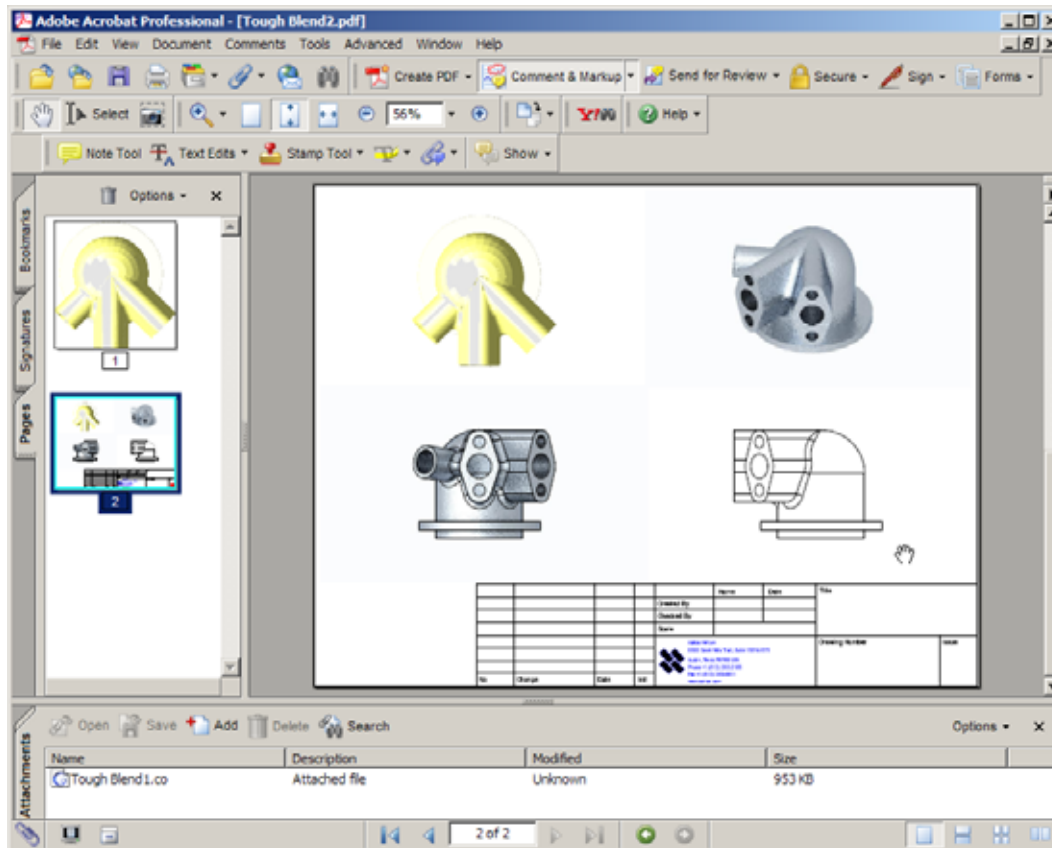 Adobe Acrobat Professional - [Tough Blend2.pdf]
File Edit View Document Comments Tools Advanced Window Help
Create PDF Comment & Markup Send for Review Secure Sign Forms
Select 56% Y! Help
Note Tool Text Edits Stamp Tool Show
Options
Bookmarks
Signatures
Pages
1
2
Name Date Title
Created By
Checked By
Scale
Drawing Number Issue
No Change Date Init
Attachments
Open Save Add Delete Search Options
Name Description Modified Size
Tough Blend1.co Attached file Unknown 953 KB
2 of 2